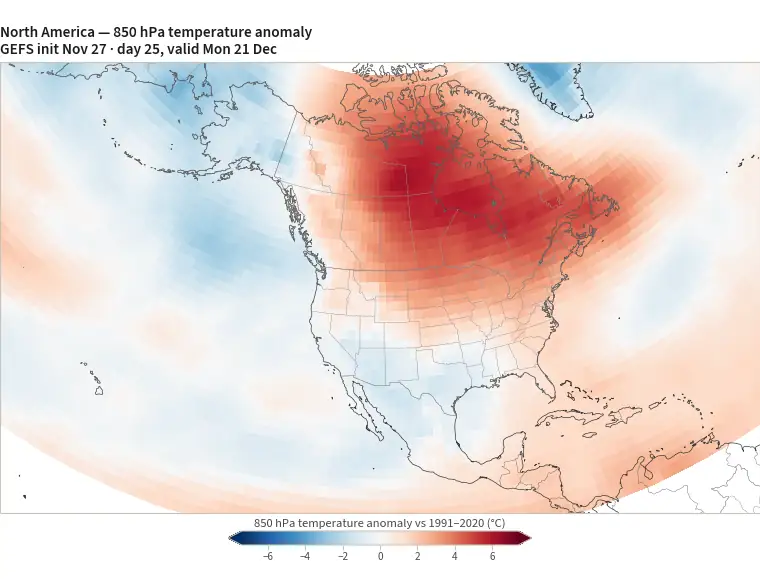 North America — 850 hPa temperature anomaly
GEFS init Nov 27 · day 25, valid Mon 21 Dec
850 hPa temperature anomaly vs 1991–2020 (°C)
−6 −4 −2 0 2 4 6